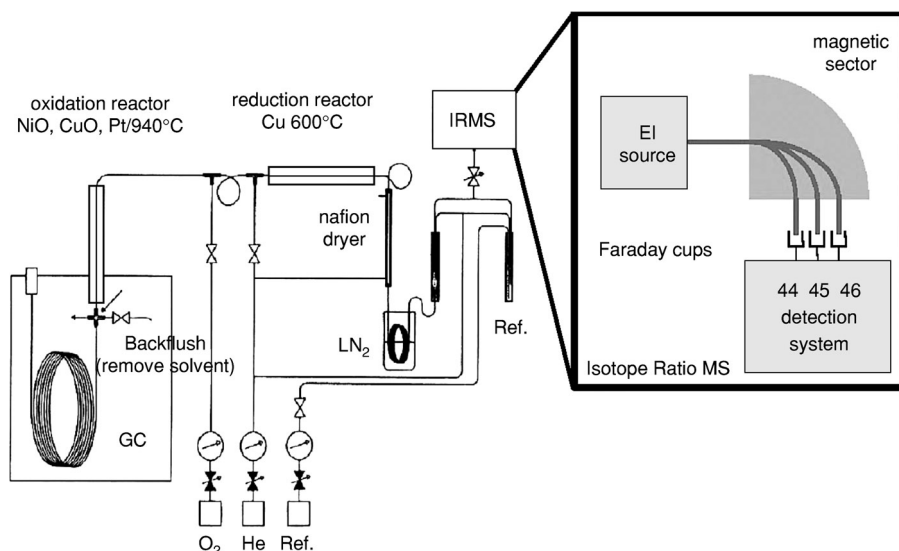 oxidation reactor
NiO, CuO, Pt/940°C
reduction reactor
Cu 600°C
IRMS
nafion
dryer
Backflush
(remove solvent)
GC
LN₂
Ref.
O₂
He
Ref.
magnetic
sector
EI
source
Faraday cups
44 45 46
detection
system
Isotope Ratio MS